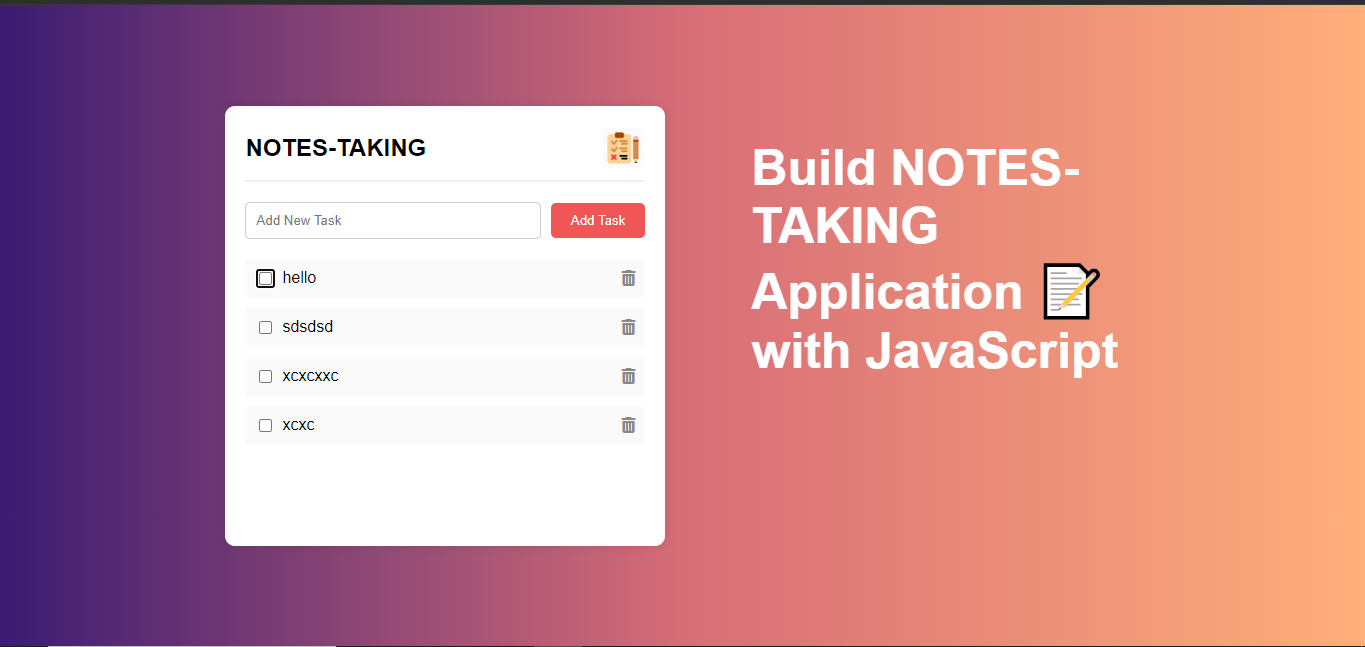 NOTES-TAKING
Add New Task
Add Task
hello
sdsdsd
xcxcxxc
xcxc
Build NOTES-
TAKING
Application
with JavaScript